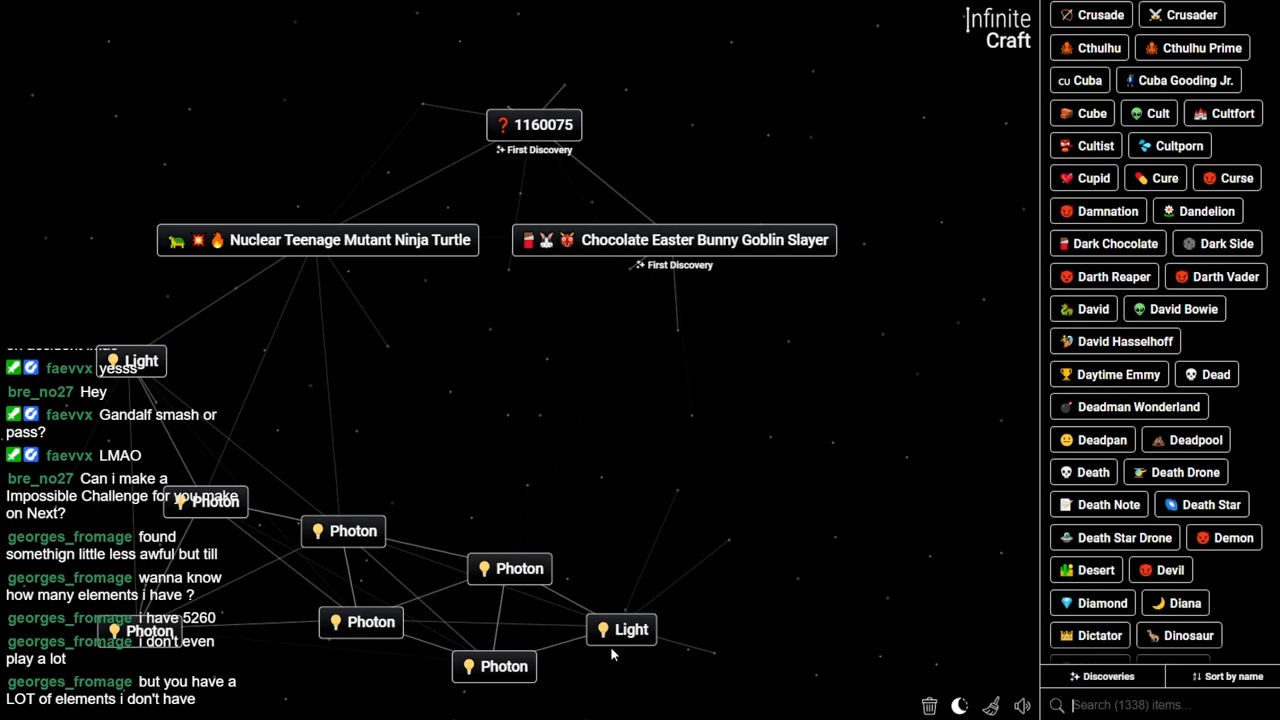 Infinite
Craft
❓ 1160075
First Discovery
Nuclear Teenage Mutant Ninja Turtle
Chocolate Easter Bunny Goblin Slayer
First Discovery
Light
Photon
Photon
Photon
Photon
Photon
Photon
Light
faevvx yesss
bre_no27 Hey
faevvx Gandalf smash or
pass?
faevvx LMAO
bre_no27 Can i make a
Impossible Challenge for you make
on Next?
georges_fromage found
somethign little less awful but till
georges_fromage wanna know
how many elements i have ?
georges_fromage i have 5260
georges_fromage i don't even
play a lot
georges_fromage but you have a
LOT of elements i don't have
Crusade Crusader
Cthulhu Cthulhu Prime
CU Cuba Cuba Gooding Jr.
Cube Cult Cultfort
Cultist Cultporn
Cupid Cure Curse
Damnation Dandelion
Dark Chocolate Dark Side
Darth Reaper Darth Vader
David David Bowie
David Hasselhoff
Daytime Emmy Dead
Deadman Wonderland
Deadpan Deadpool
Death Death Drone
Death Note Death Star
Death Star Drone Demon
Desert Devil
Diamond Diana
Dictator Dinosaur
Discoveries Sort by name
Search (1338) items...